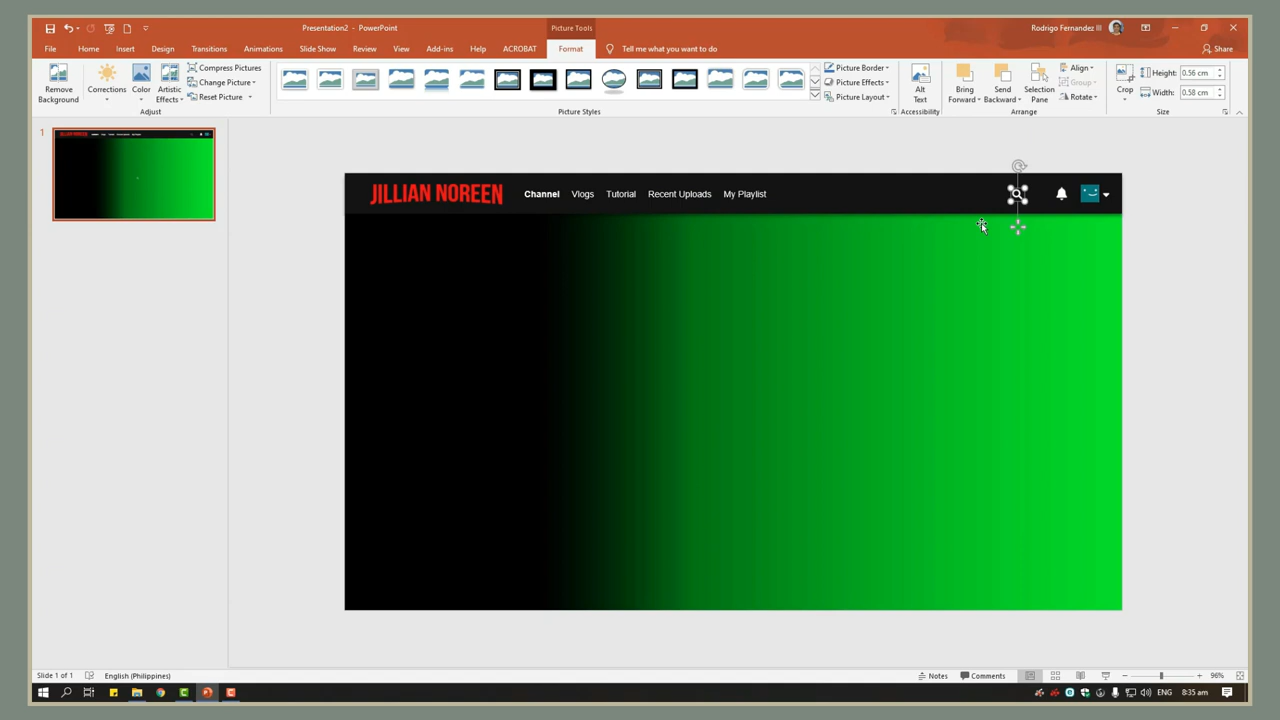 Presentation2 - PowerPoint
Picture Tools
Rodrigo Fernandez III
File Home Insert Design Transitions Animations Slide Show Review View Add-ins Help ACROBAT Format Tell me what you want to do Share
Remove Background
Corrections
Color
Artistic Effects
Compress Pictures
Change Picture
Reset Picture
Adjust
Picture Styles
Picture Border
Picture Effects
Picture Layout
Alt Text
Accessibility
Bring Forward
Send Backward
Selection Pane
Align
Group
Rotate
Arrange
Crop
Height: 0.56 cm
Width: 0.58 cm
Size
1
JILLIAN NOREEN Channel Vlogs Tutorial Recent Uploads My Playlist
Slide 1 of 1 English (Philippines) Notes Comments 96%
ENG 8:35 am